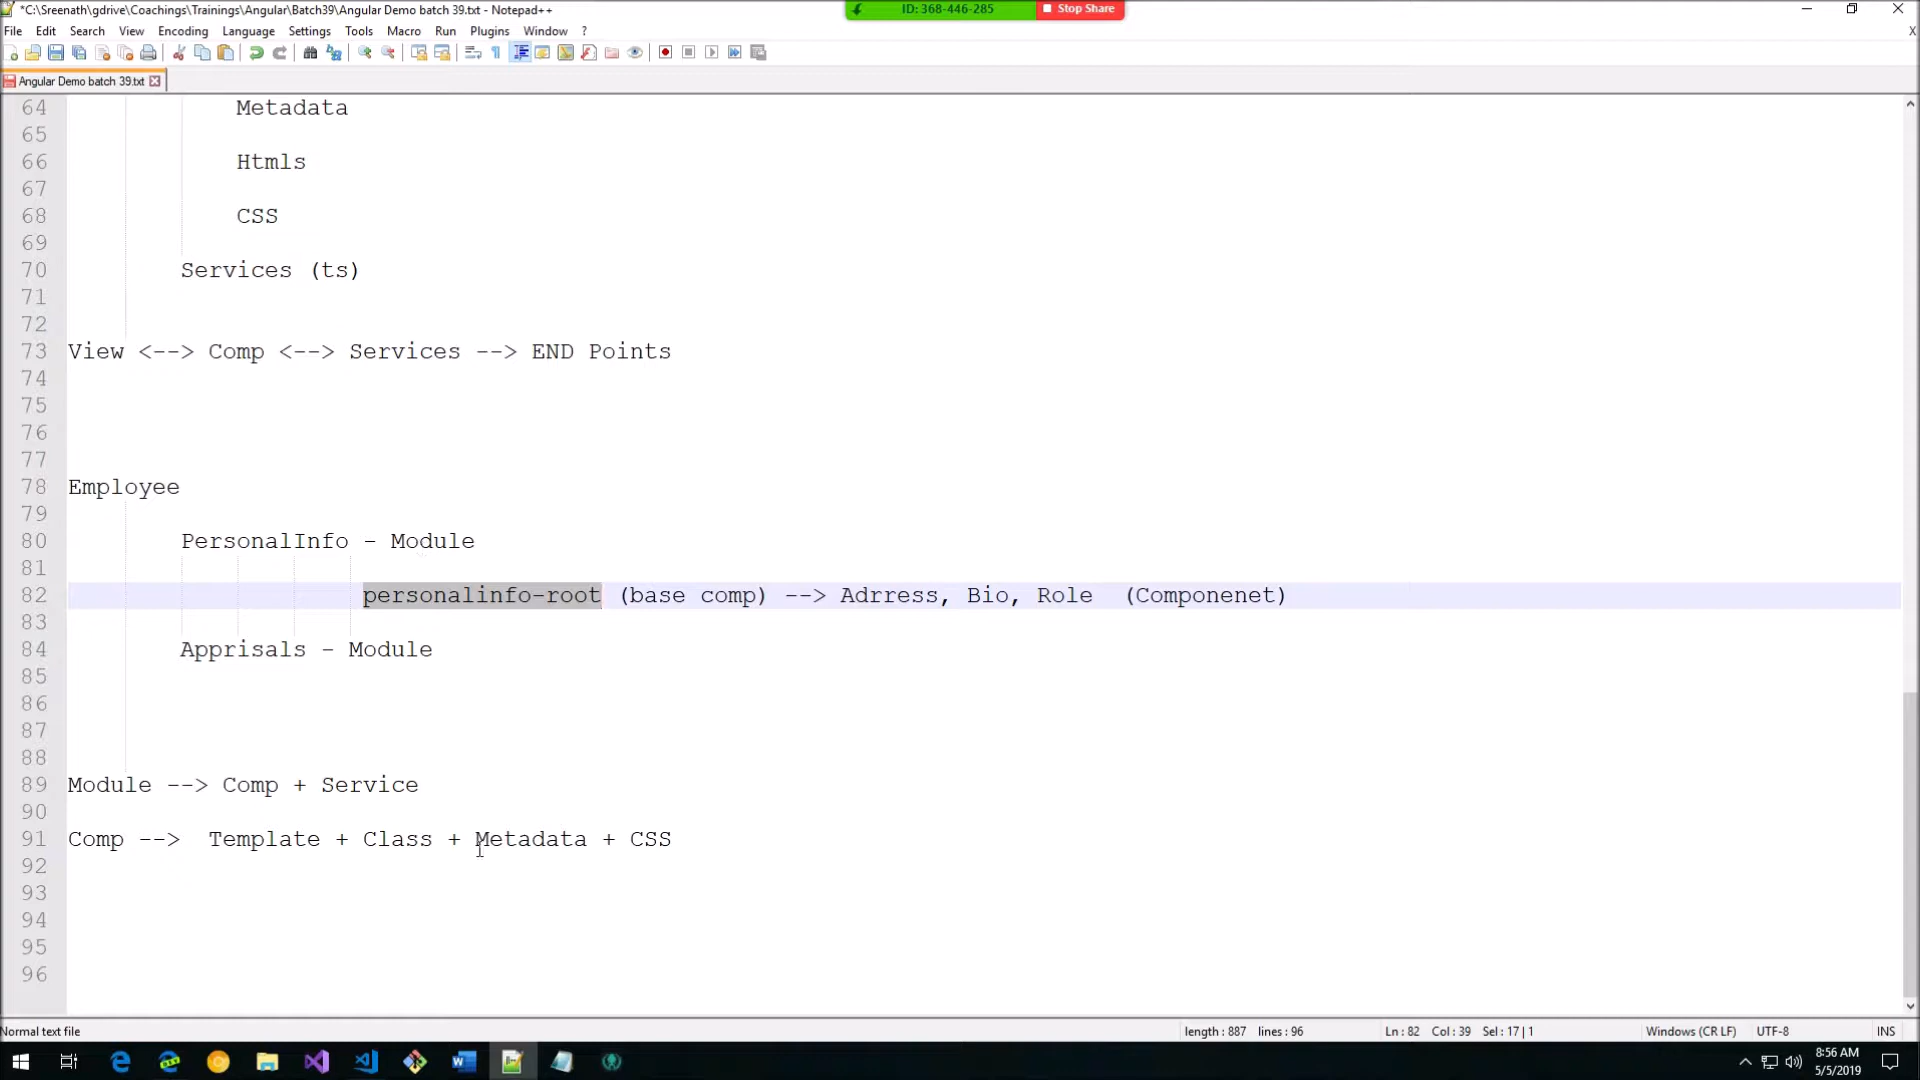 *C:\Sreenath\gdrive\Coachings\Trainings\Angular\Batch39\Angular Demo batch 39.txt - Notepad++
ID: 368-446-285
Stop Share
File Edit Search View Encoding Language Settings Tools Macro Run Plugins Window ?
X
Angular Demo batch 39.txt
64 Metadata
65
66 Htmls
67
68 CSS
69
70 Services (ts)
71
72
73 View <--> Comp <--> Services --> END Points
74
75
76
77
78 Employee
79
80 PersonalInfo - Module
81
82 personalinfo-root (base comp) --> Adrress, Bio, Role (Componenet)
83
84 Apprisals - Module
85
86
87
88
89 Module --> Comp + Service
90
91 Comp --> Template + Class + Metadata + CSS
92
93
94
95
96
Normal text file length : 887 lines : 96 Ln : 82 Col : 39 Sel : 17 | 1 Windows (CR LF) UTF-8 INS
8:56 AM
5/5/2019